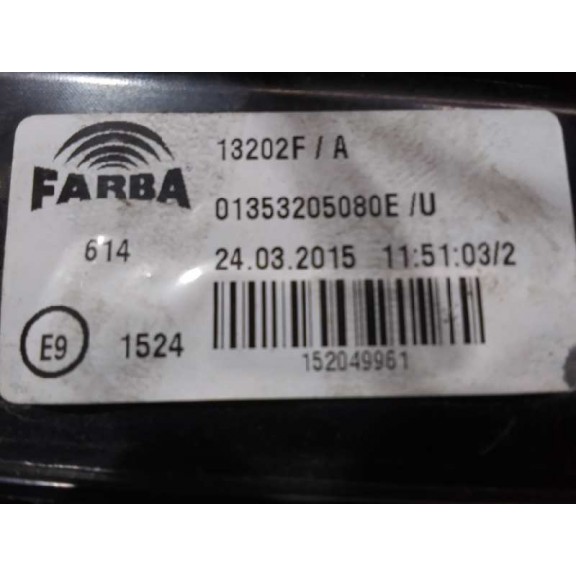 FARBA
13202F / A
01353205080E /U
614
24.03.2015 11:51:03/2
E9
1524
152049961